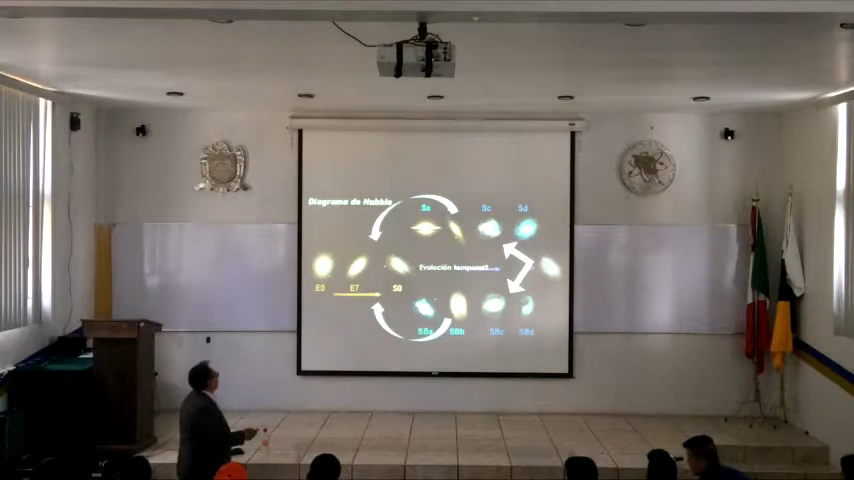 Diagrama de Hubble
Sa Sc Sd
Evolución temporal?
E0 E7 S0
SBa SBb SBc SBd